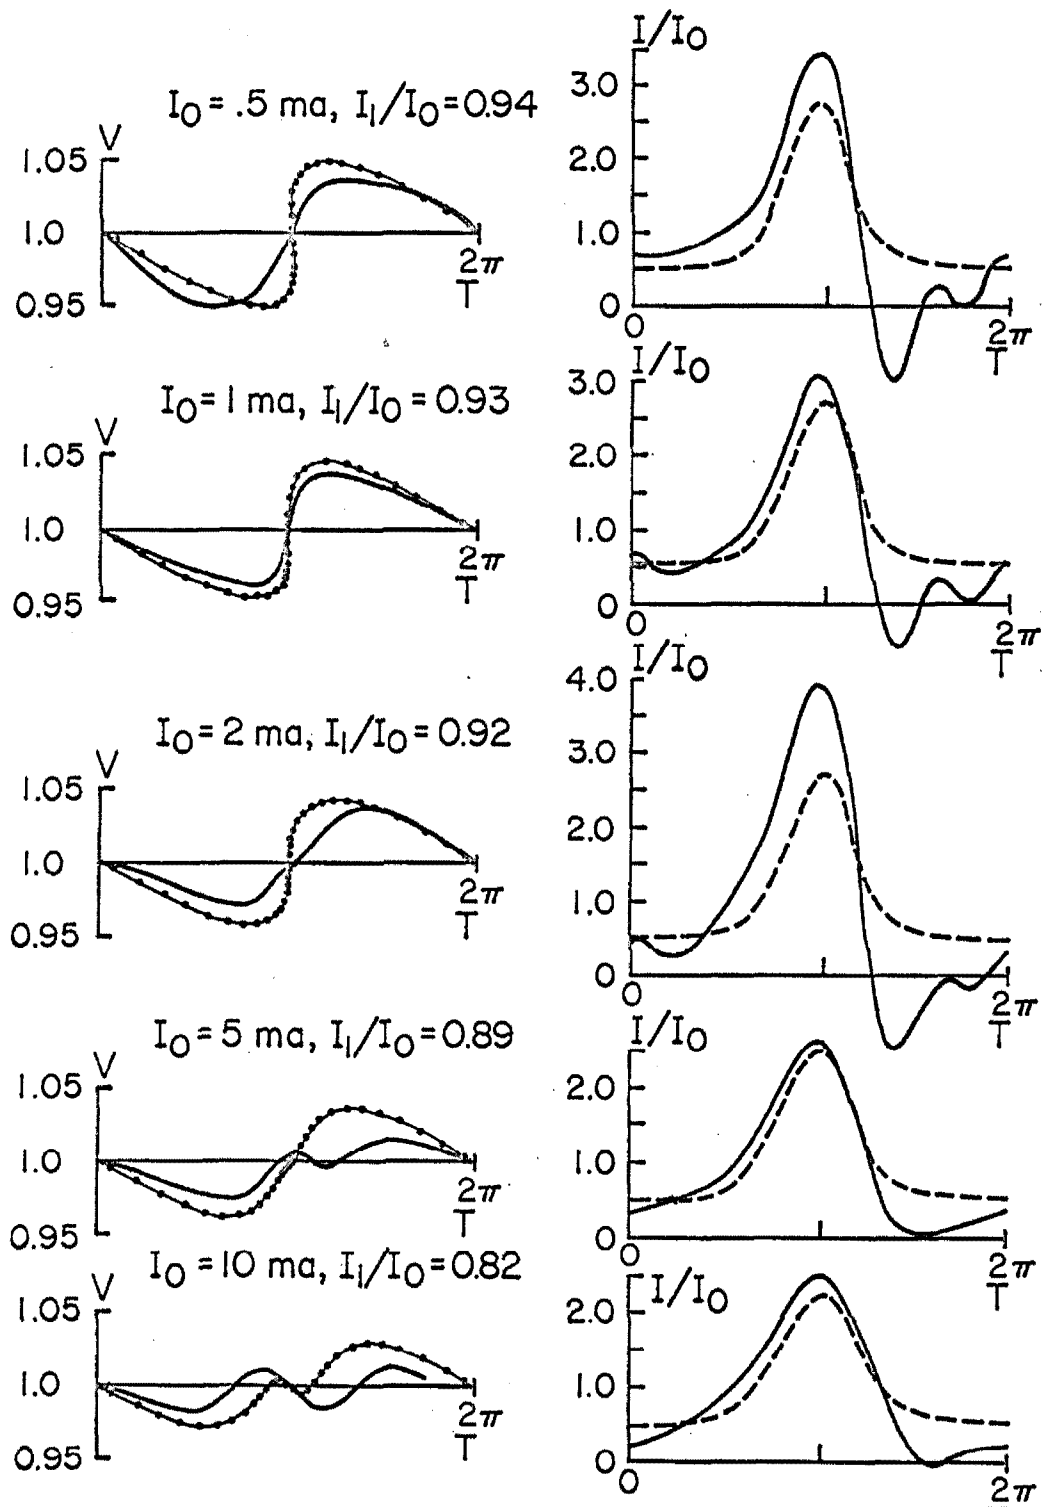 I₀ = .5 ma, I₁/I₀ = 0.94
V
1.05
1.0
0.95
2π
T
I/I₀
3.0
2.0
1.0
0
0
2π
T
I₀ = 1 ma, I₁/I₀ = 0.93
V
1.05
1.0
0.95
2π
T
I/I₀
3.0
2.0
1.0
0
0
2π
T
I₀ = 2 ma, I₁/I₀ = 0.92
V
1.05
1.0
0.95
2π
T
I/I₀
4.0
3.0
2.0
1.0
0
0
2π
T
I₀ = 5 ma, I₁/I₀ = 0.89
V
1.05
1.0
0.95
2π
T
I/I₀
2.0
1.0
0
0
2π
T
I₀ = 10 ma, I₁/I₀ = 0.82
V
1.05
1.0
0.95
2π
T
I/I₀
2.0
1.0
0
0
2π